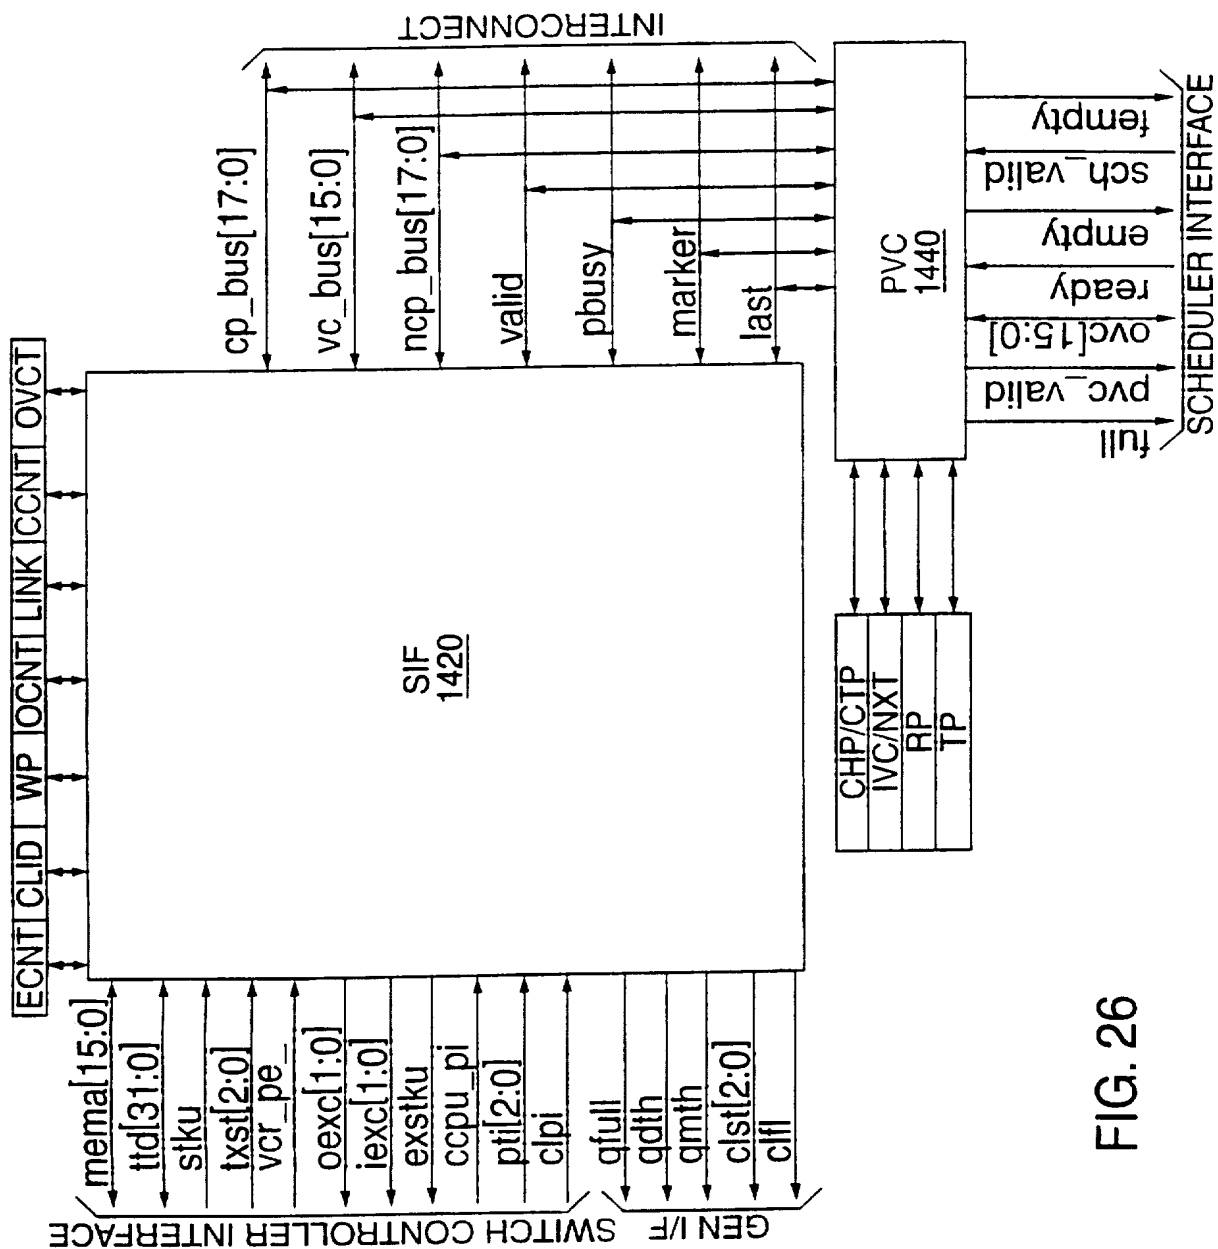 INTERCONNECT
cp_bus[17:0]
vc_bus[15:0]
ncp_bus[17:0]
valid
pbusy
marker
last
ECNT CLID WP IOCNT LINK CCNT OVCT
SIF
1420
PVC
1440
fempty
sch_valid
empty
ready
ovc[15:0]
pvc_valid
full
SCHEDULER INTERFACE
CHP/CTP
IVC/NXT
RP
TP
mema[15:0]
ttd[31:0]
stku
txst[2:0]
vcr_pe_
oexc[1:0]
iexc[1:0]
exstku
ccpu_pi
pti[2:0]
clpi
SWITCH CONTROLLER INTERFACE
qfull
qdth
qmth
clst[2:0]
clfl
GEN I/F
FIG. 26